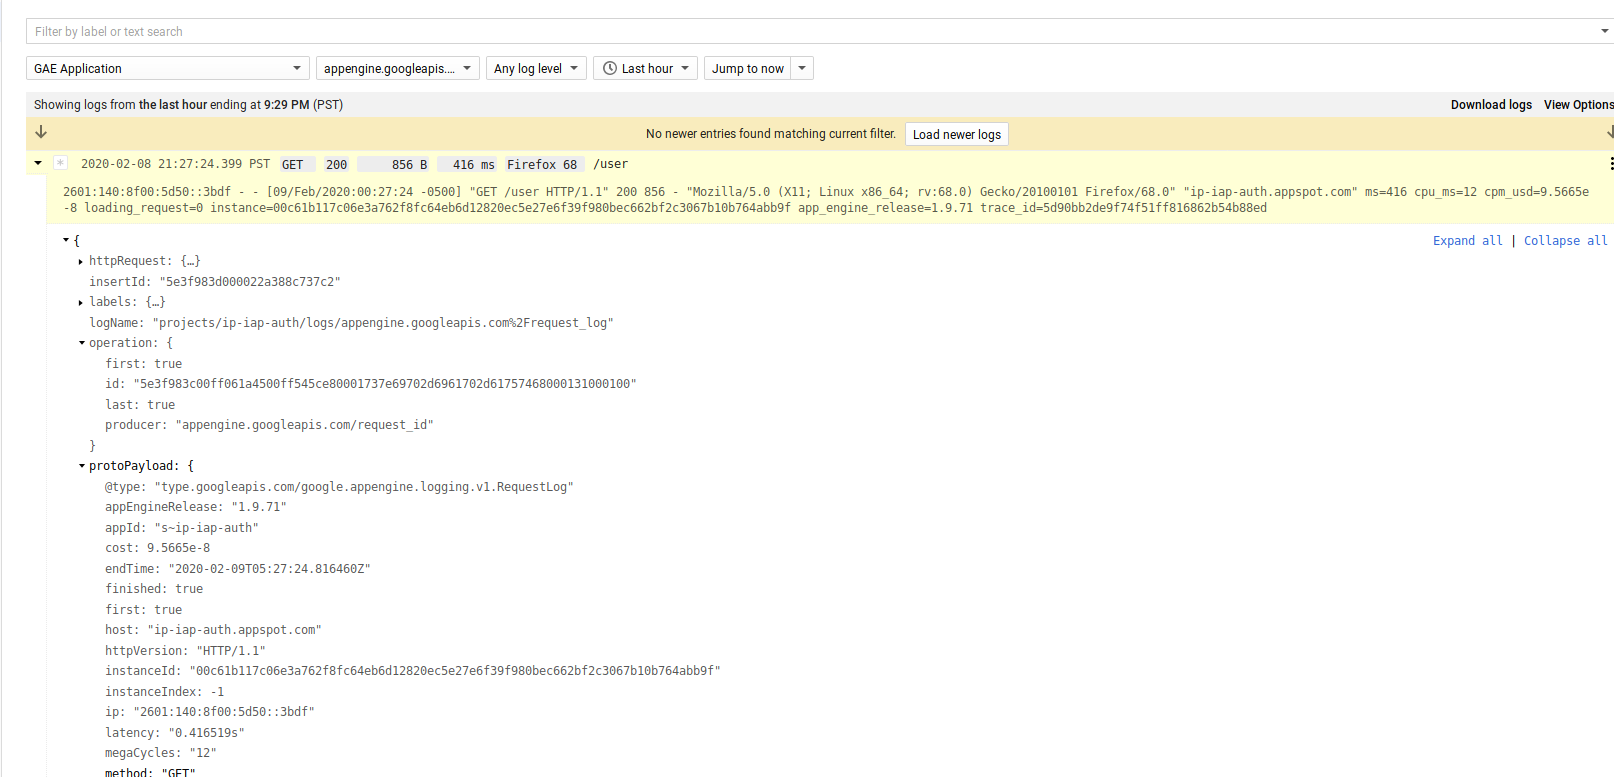 Filter by label or text search
GAE Application appengine.googleapis.... Any log level Last hour Jump to now
Showing logs from the last hour ending at 9:29 PM (PST) Download logs View Options
No newer entries found matching current filter. Load newer logs
* 2020-02-08 21:27:24.399 PST GET 200 856 B 416 ms Firefox 68 /user
2601:140:8f00:5d50::3bdf - - [09/Feb/2020:00:27:24 -0500] "GET /user HTTP/1.1" 200 856 - "Mozilla/5.0 (X11; Linux x86_64; rv:68.0) Gecko/20100101 Firefox/68.0" "ip-iap-auth.appspot.com" ms=416 cpu_ms=12 cpm_usd=9.5665e
-8 loading_request=0 instance=00c61b117c06e3a762f8fc64eb6d12820ec5e27e6f39f980bec662bf2c3067b10b764abb9f app_engine_release=1.9.71 trace_id=5d90bb2de9f74f51ff816862b54b88ed
{ Expand all | Collapse all
httpRequest: {…}
insertId: "5e3f983d000022a388c737c2"
labels: {…}
logName: "projects/ip-iap-auth/logs/appengine.googleapis.com%2Frequest_log"
operation: {
first: true
id: "5e3f983c00ff061a4500ff545ce80001737e69702d6961702d61757468000131000100"
last: true
producer: "appengine.googleapis.com/request_id"
}
protoPayload: {
@type: "type.googleapis.com/google.appengine.logging.v1.RequestLog"
appEngineRelease: "1.9.71"
appId: "s~ip-iap-auth"
cost: 9.5665e-8
endTime: "2020-02-09T05:27:24.816460Z"
finished: true
first: true
host: "ip-iap-auth.appspot.com"
httpVersion: "HTTP/1.1"
instanceId: "00c61b117c06e3a762f8fc64eb6d12820ec5e27e6f39f980bec662bf2c3067b10b764abb9f"
instanceIndex: -1
ip: "2601:140:8f00:5d50::3bdf"
latency: "0.416519s"
megaCycles: "12"
method: "GET"